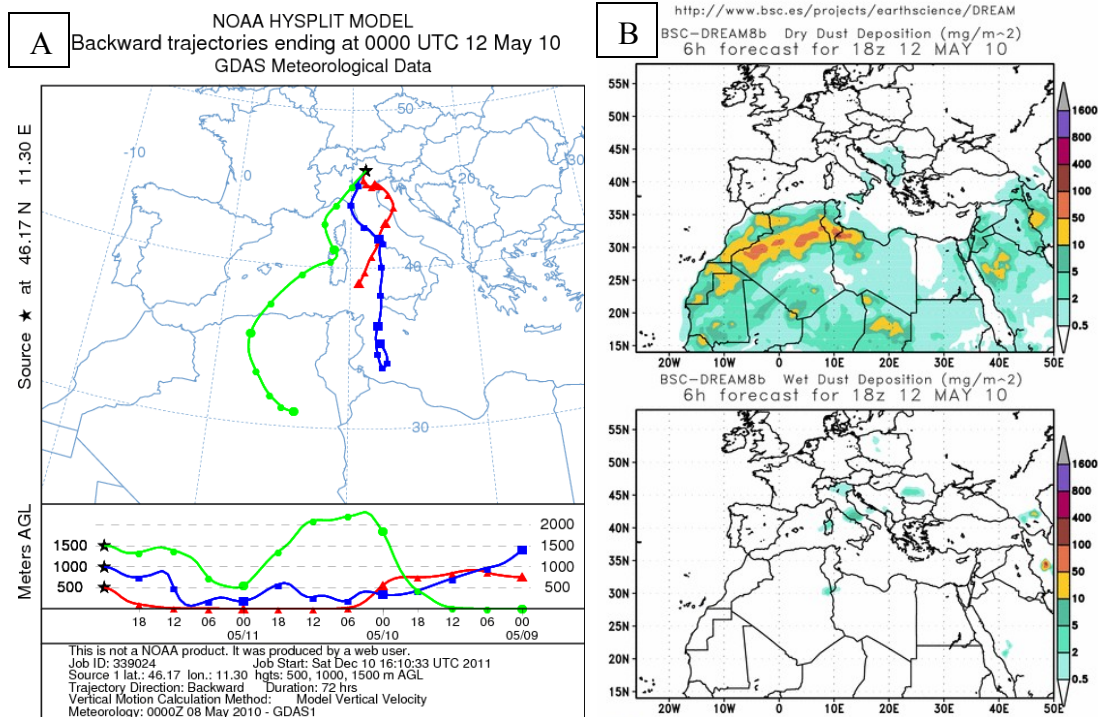 A
NOAA HYSPLIT MODEL
Backward trajectories ending at 0000 UTC 12 May 10
GDAS Meteorological Data
Source ★ at 46.17 N 11.30 E
-10
0
50
20
30
40
30
Meters AGL
1500
1000
500
2000
1500
1000
500
18 12 06 00 18 12 06 00 18 12 06 00
05/11 05/10 05/09
This is not a NOAA product. It was produced by a web user.
Job ID: 339024 Job Start: Sat Dec 10 16:10:33 UTC 2011
Source 1 lat.: 46.17 lon.: 11.30 hgts: 500, 1000, 1500 m AGL
Trajectory Direction: Backward Duration: 72 hrs
Vertical Motion Calculation Method: Model Vertical Velocity
Meteorology: 0000Z 08 May 2010 - GDAS1
B
http://www.bsc.es/projects/earthscience/DREAM
BSC-DREAM8b Dry Dust Deposition (mg/m^2)
6h forecast for 18z 12 MAY 10
55N
50N
45N
40N
35N
30N
25N
20N
15N
20W 10W 0 10E 20E 30E 40E 50E
1600
800
400
100
50
10
5
2
0.5
BSC-DREAM8b Wet Dust Deposition (mg/m^2)
6h forecast for 18z 12 MAY 10
55N
50N
45N
40N
35N
30N
25N
20N
15N
20W 10W 0 10E 20E 30E 40E 50E
1600
800
400
100
50
10
5
2
0.5